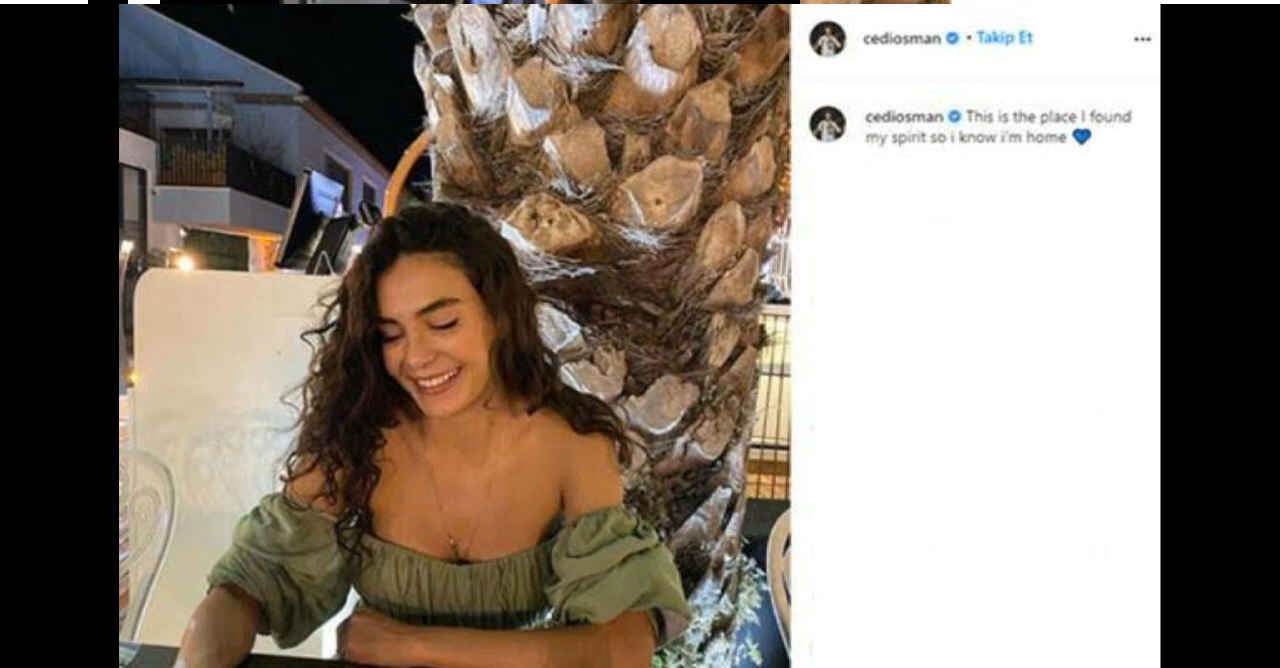 cediosman • Takip Et
cediosman This is the place I found
my spirit so i know i'm home 💙